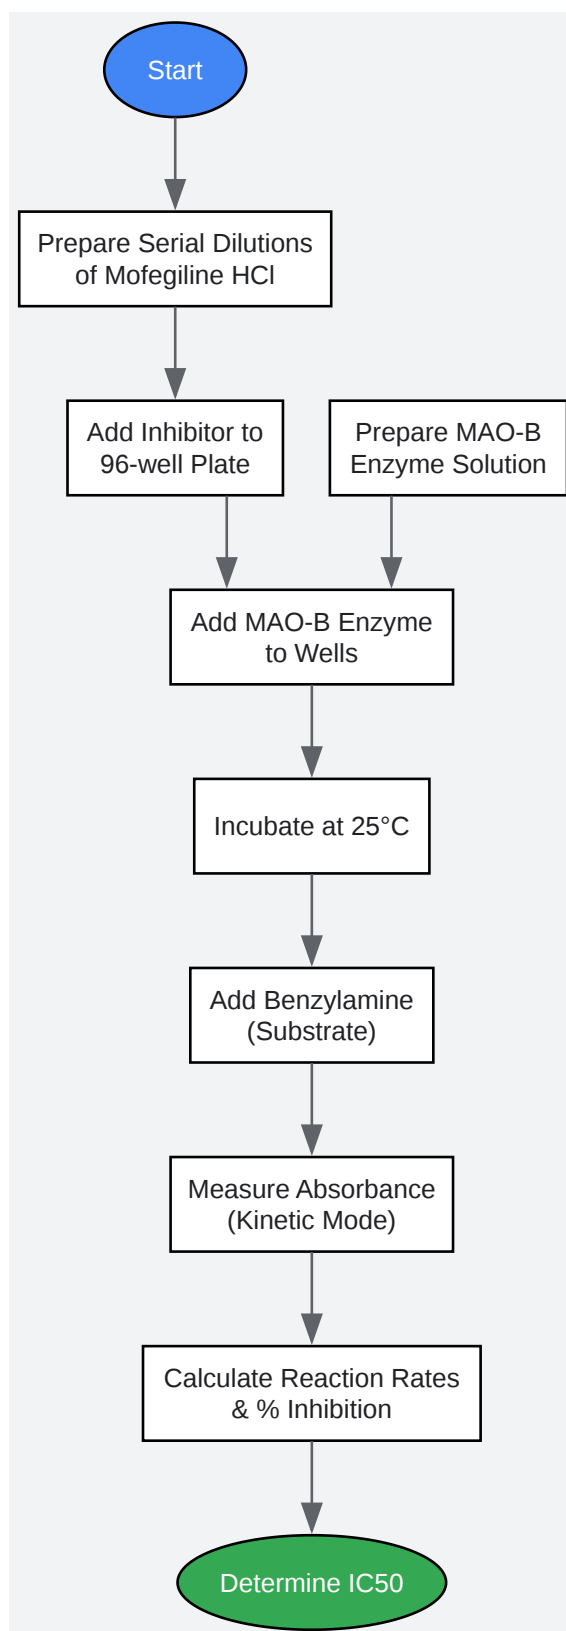 Start
Prepare Serial Dilutions
of Mofegiline HCl
Add Inhibitor to
96-well Plate
Prepare MAO-B
Enzyme Solution
Add MAO-B Enzyme
to Wells
Incubate at 25°C
Add Benzylamine
(Substrate)
Measure Absorbance
(Kinetic Mode)
Calculate Reaction Rates
& % Inhibition
Determine IC50